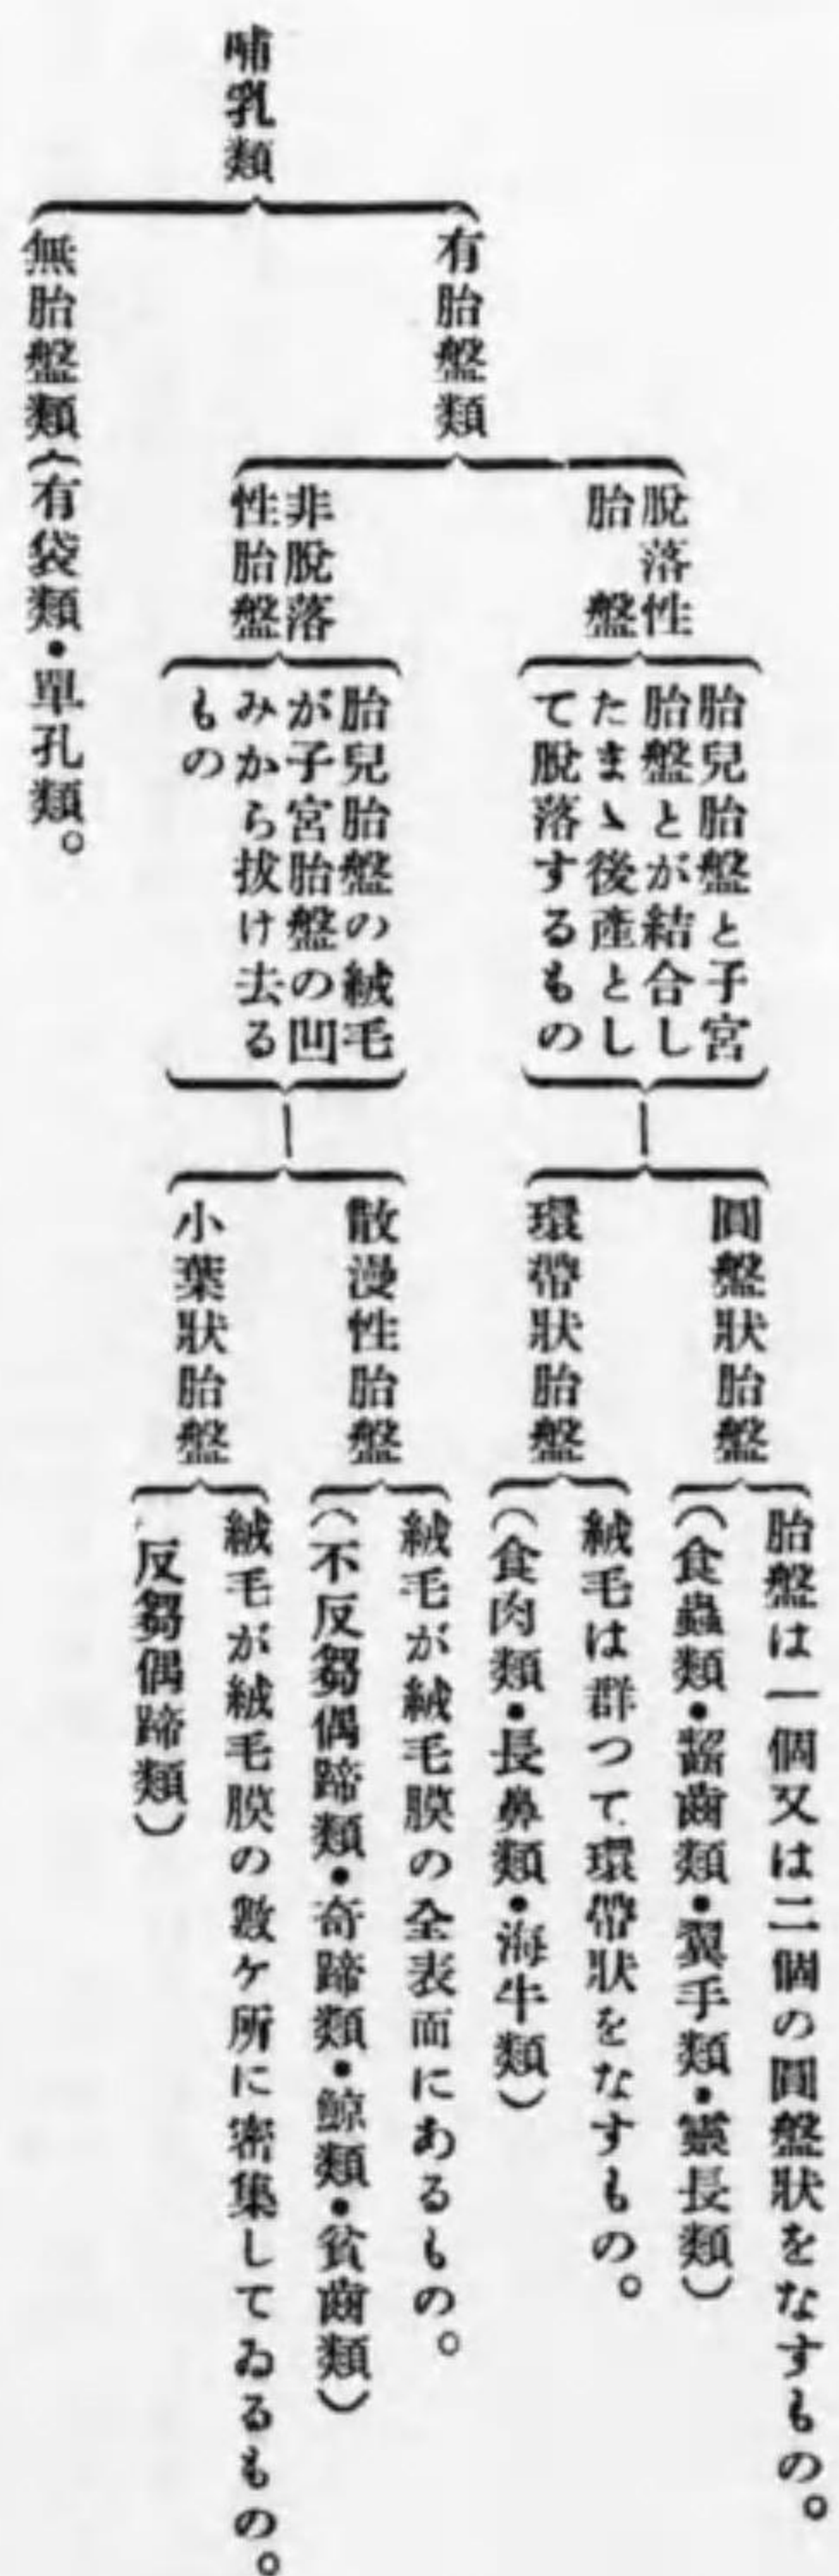 哺乳類
有胎盤類
脫落性
胎盤
胎兒胎盤と子宮
胎盤とが結合し
たまゝ後產とし
て脫落するもの
圓盤狀胎盤
胎盤は一個又は二個の圓盤狀をなすもの。
(食蟲類・齧齒類・翼手類・靈長類)
環帶狀胎盤
絨毛は群つて環帶狀をなすもの。
(食肉類・長鼻類・海牛類)
非脫落
性胎盤
胎兒胎盤の絨毛
が子宮胎盤の凹
みから拔け去る
もの
散漫性胎盤
絨毛が絨毛膜の全表面にあるもの。
(不反芻偶蹄類・奇蹄類・鯨類・貧齒類)
小葉狀胎盤
絨毛が絨毛膜の數ケ所に密集してゐるもの。
反芻偶蹄類)
無胎盤類{有袋類・單孔類。